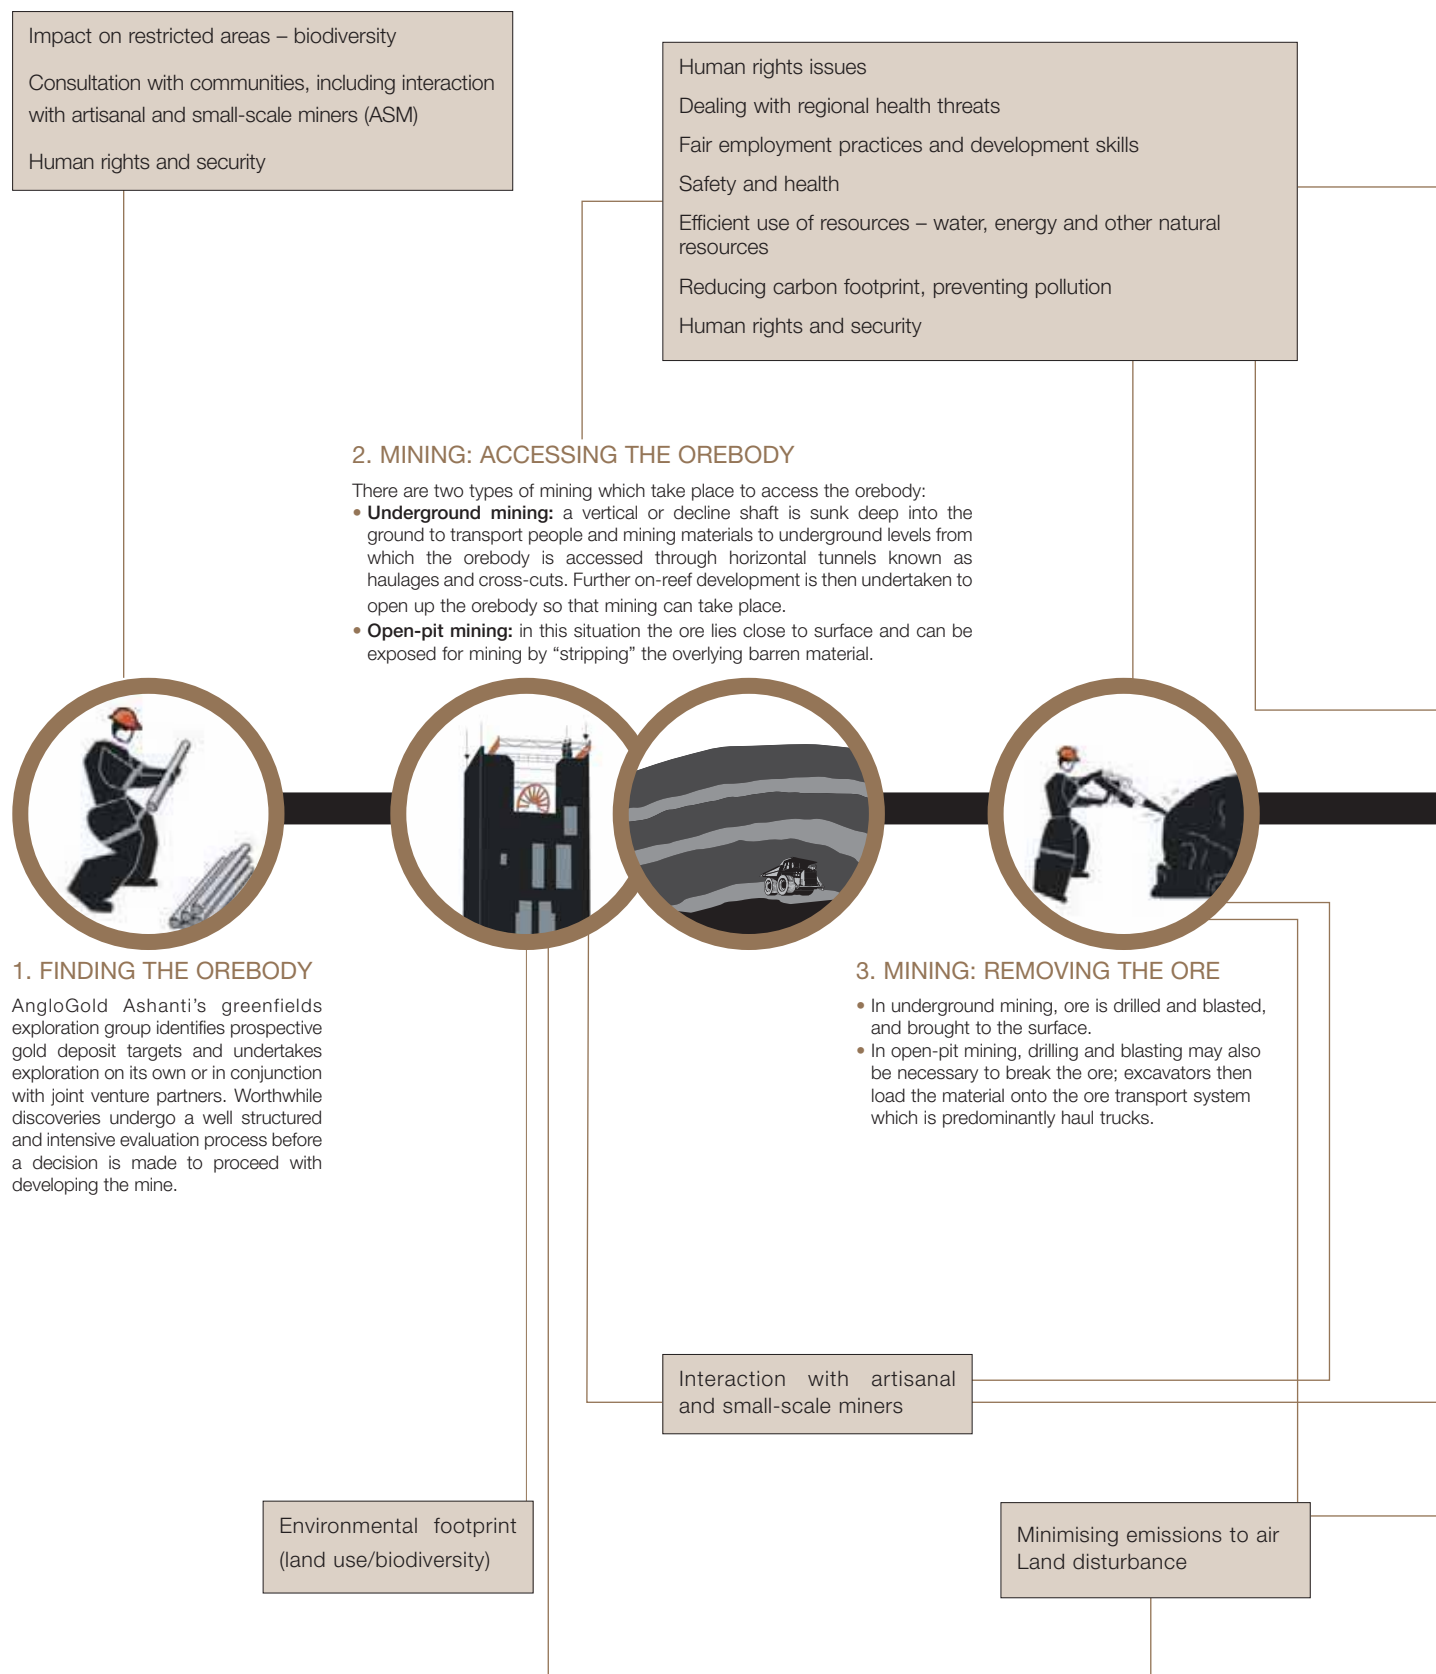 Impact on restricted areas – biodiversity
Consultation with communities, including interaction
with artisanal and small-scale miners (ASM)
Human rights and security
Human rights issues
Dealing with regional health threats
Fair employment practices and development skills
Safety and health
Efficient use of resources – water, energy and other natural
resources
Reducing carbon footprint, preventing pollution
Human rights and security
2. MINING: ACCESSING THE OREBODY
There are two types of mining which take place to access the orebody:
• Underground mining: a vertical or decline shaft is sunk deep into the
ground to transport people and mining materials to underground levels from
which the orebody is accessed through horizontal tunnels known as
haulages and cross-cuts. Further on-reef development is then undertaken to
open up the orebody so that mining can take place.
• Open-pit mining: in this situation the ore lies close to surface and can be
exposed for mining by “stripping” the overlying barren material.
1. FINDING THE OREBODY
AngloGold Ashanti’s greenfields
exploration group identifies prospective
gold deposit targets and undertakes
exploration on its own or in conjunction
with joint venture partners. Worthwhile
discoveries undergo a well structured
and intensive evaluation process before
a decision is made to proceed with
developing the mine.
3. MINING: REMOVING THE ORE
• In underground mining, ore is drilled and blasted,
and brought to the surface.
• In open-pit mining, drilling and blasting may also
be necessary to break the ore; excavators then
load the material onto the ore transport system
which is predominantly haul trucks.
Interaction with artisanal
and small-scale miners
Environmental footprint
(land use/biodiversity)
Minimising emissions to air
Land disturbance